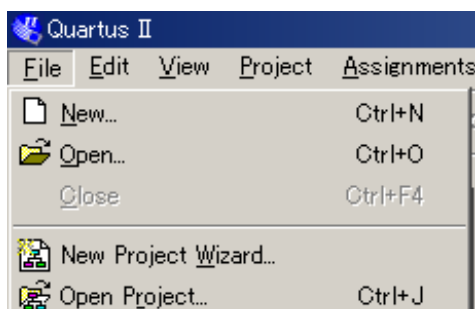 Quartus II
File Edit View Project Assignments
New... Ctrl+N
Open... Ctrl+O
Close Ctrl+F4
New Project Wizard...
Open Project... Ctrl+J